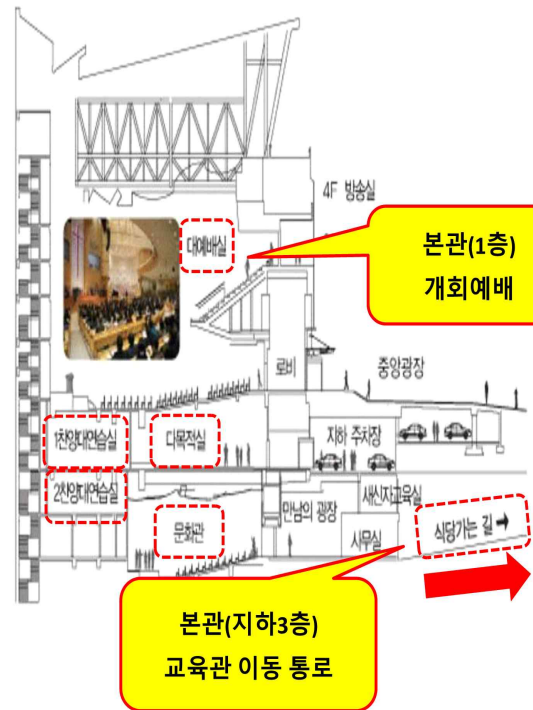 4F 방송실
대예배실
본관(1층)
개회예배
로비
중앙광장
1찬양대연습실
다목적실
지하 주차장
2찬양대연습실
만남의 광장
새신자교육실
문화관
사무실
식당가는 길 →
본관(지하3층)
교육관 이동 통로